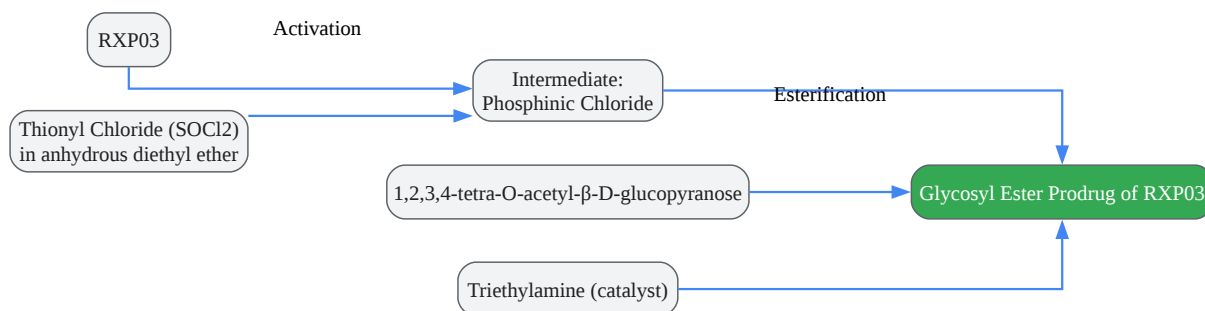 Activation
RXP03
Intermediate:
Phosphinic Chloride
Esterification
Thionyl Chloride (SOCl2)
in anhydrous diethyl ether
1,2,3,4-tetra-O-acetyl-β-D-glucopyranose
Glycosyl Ester Prodrug of RXP03
Triethylamine (catalyst)